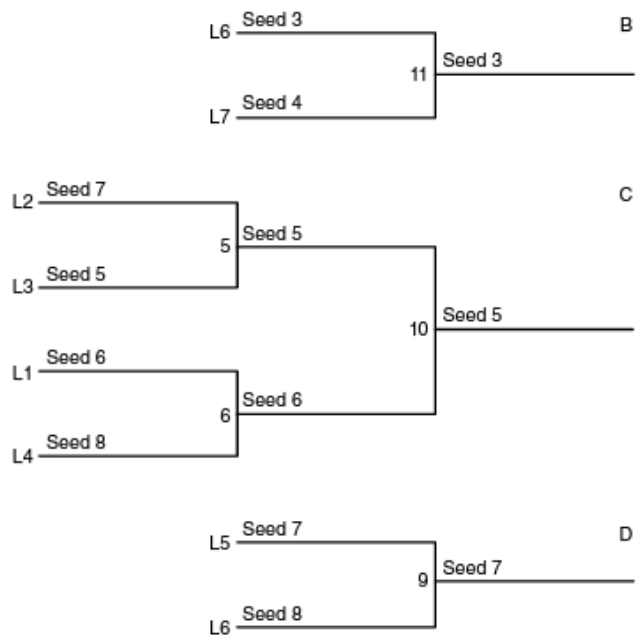 B
L6 Seed 3
11 Seed 3
L7 Seed 4
C
L2 Seed 7
5 Seed 5
L3 Seed 5
10 Seed 5
L1 Seed 6
6 Seed 6
L4 Seed 8
D
L5 Seed 7
9 Seed 7
L6 Seed 8